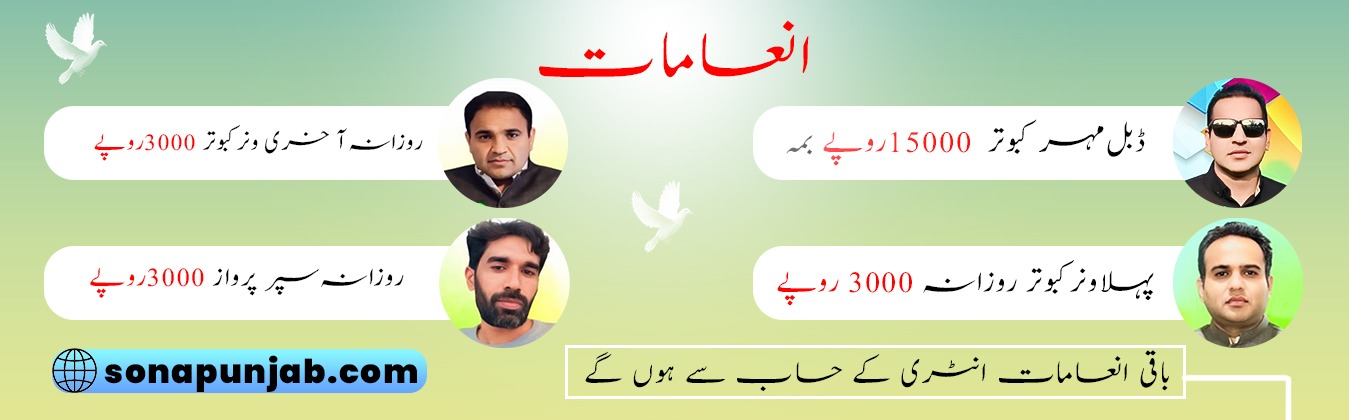 انعامات
ڈبل مہر کبوتر 15000روپے بمہ
روزانہ آخری ونر کبوتر 3000روپے
پہلا ونر کبوتر روزانہ 3000 روپے
روزانہ سپر پرواز 3000روپے
باقی انعامات انٹری کے حساب سے ہوں گے
sonapunjab.com